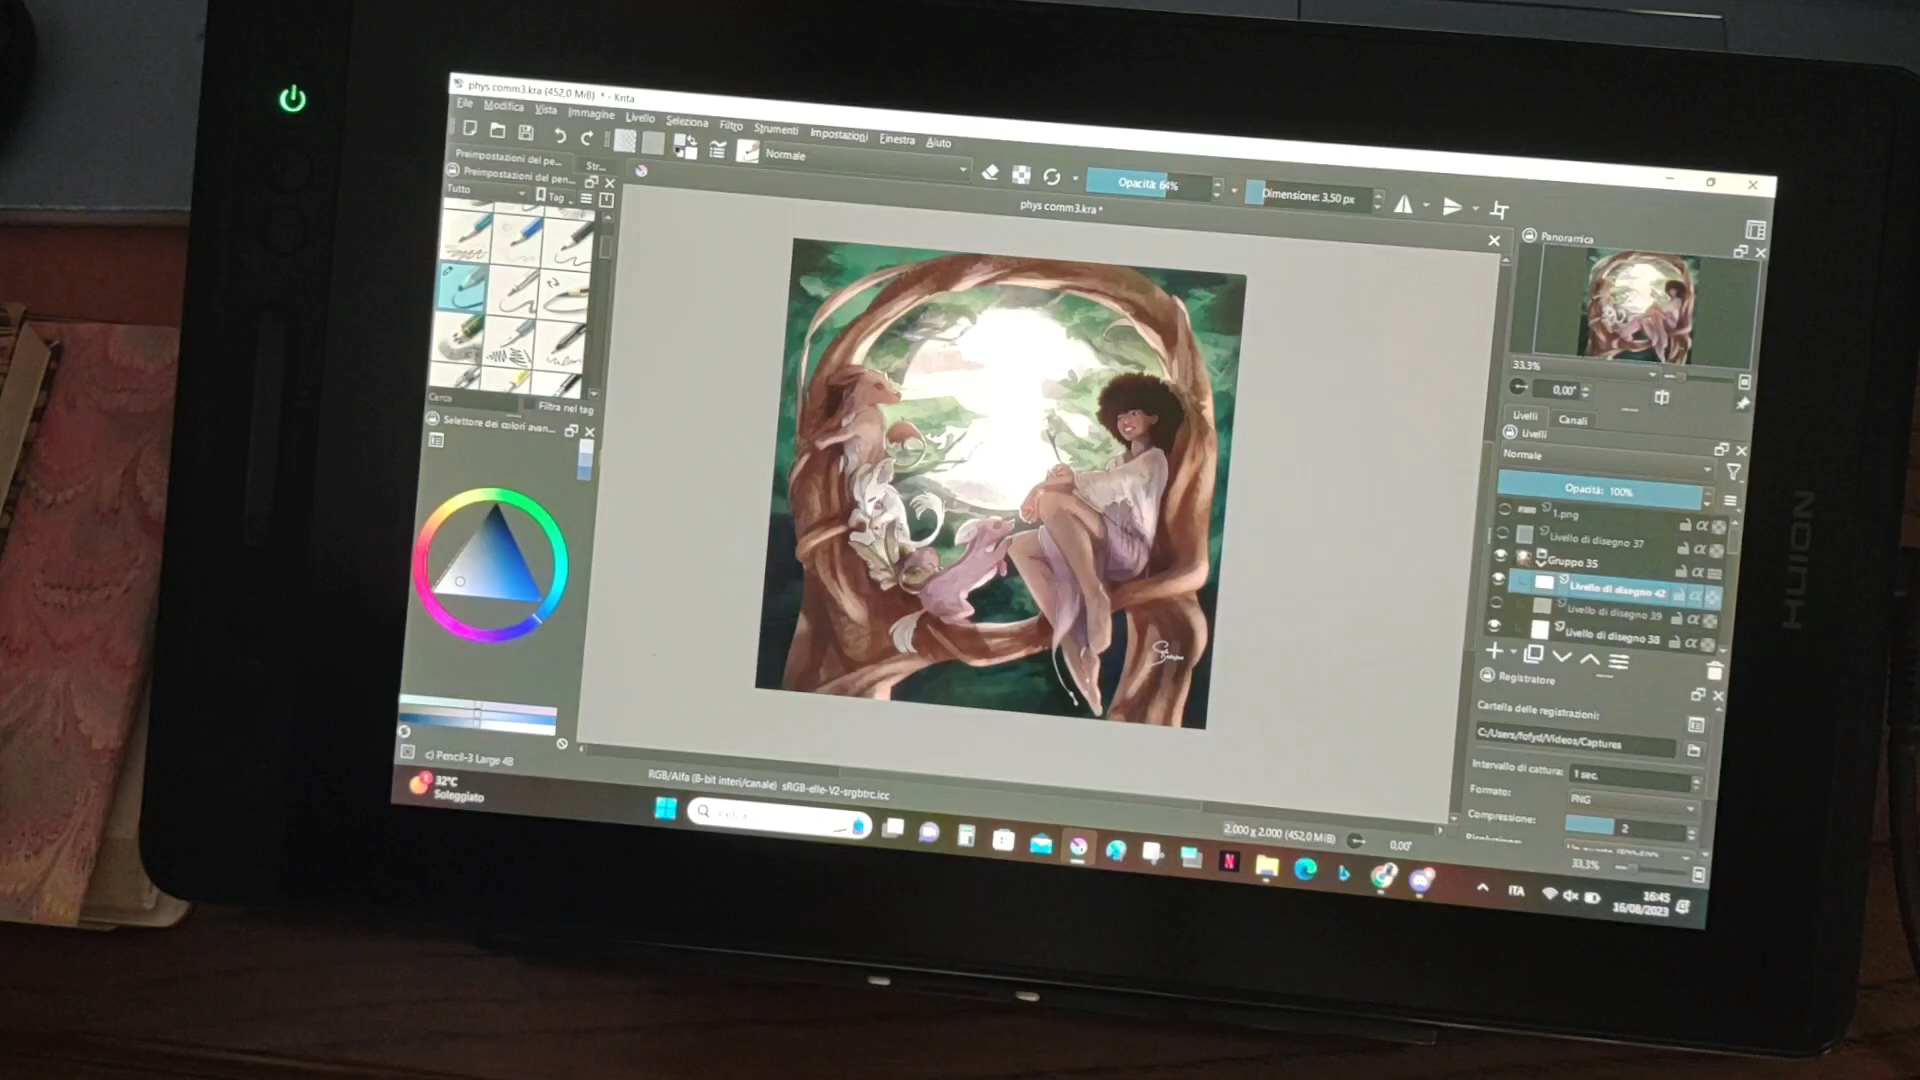 phys comm3.kra (452,0 MiB) * - Krita
File Modifica Vista Immagine Livello Seleziona Filtro Strumenti Impostazioni Finestra Aiuto
Preimpostazioni del pe... Str...
Normale
Opacità: 64%
Dimensione: 3,50 px
Preimpostazioni del pen...
Tutto
Tag
phys comm3.kra *
Panoramica
33.3%
0,00°
Cerca
Filtra nel tag
Selettore dei colori avan...
Livelli Canali
Livelli
Normale
Opacità: 100%
1.png
Livello di disegno 37
Gruppo 35
Livello di disegno 42
Livello di disegno 39
Livello di disegno 38
Registratore
Cartella delle registrazioni:
C:/Users/fofyd/Videos/Captures
Intervallo di cattura: 1 sec.
Formato: PNG
Compressione: 2
c) Pencil-3 Large 4B
RGB/Alfa (8-bit interi/canale) sRGB-elle-V2-srgbtrc.icc
2.000 x 2.000 (452,0 MiB)
0,00°
33.3%
32°C
Soleggiato
ITA
16:45
16/08/2023
HUION